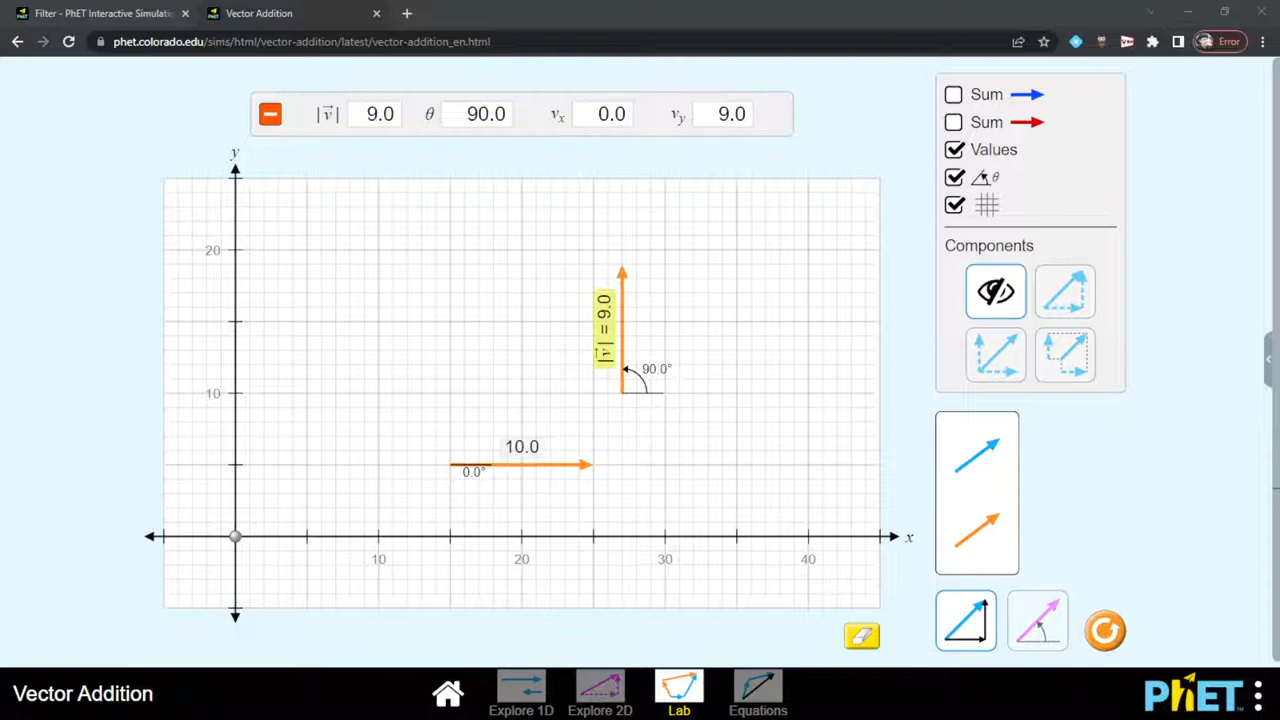 Filter - PhET Interactive Simulatio
Vector Addition
phet.colorado.edu/sims/html/vector-addition/latest/vector-addition_en.html
Error
|v⃗| 9.0 θ 90.0 vx 0.0 vy 9.0
Sum
Sum
Values
θ
Components
y
20
10
|v⃗| = 9.0
90.0°
10.0
0.0°
x
10 20 30 40
Vector Addition
Explore 1D
Explore 2D
Lab
Equations
PhET